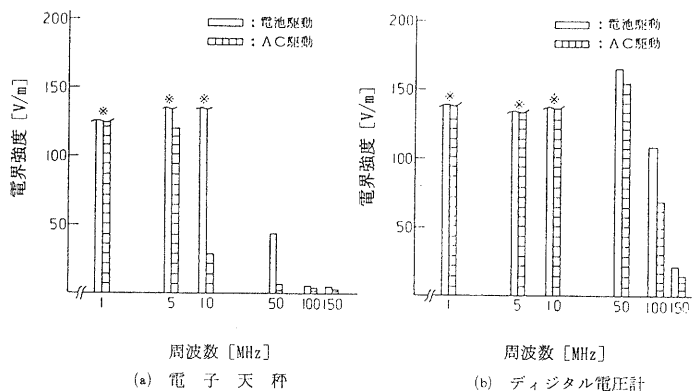 200
150
100
50
電界強度 [V/m]
：電池駆動
：AC駆動
※
※
※
1
5
10
50
100
150
周波数 [MHz]
(a) 電子天秤
200
150
100
50
電界強度 [V/m]
：電池駆動
：AC駆動
※
※
※
1
5
10
50
100
150
周波数 [MHz]
(b) ディジタル電圧計